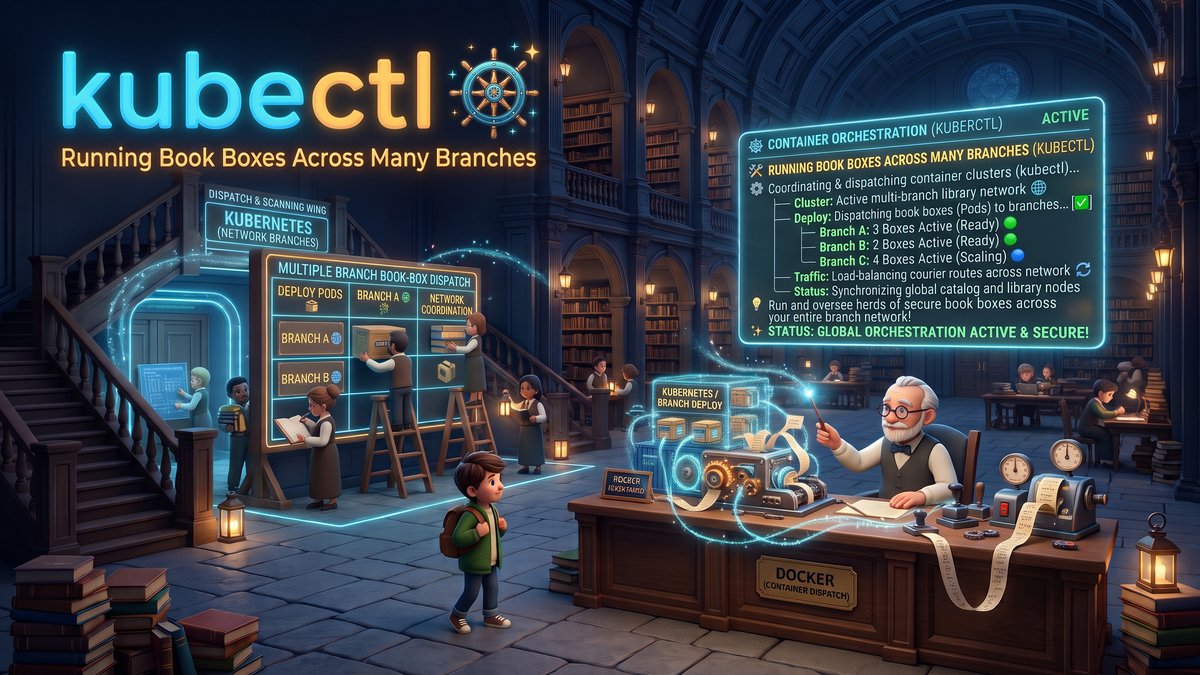 kubectl
Running Book Boxes Across Many Branches
DISPATCH & SCANNING WING
KUBERNETES
(NETWORK BRANCHES)
MULTIPLE BRANCH BOOK-BOX DISPATCH
DEPLOY PODS
BRANCH A
NETWORK
COORDINATION
BRANCH A
BRANCH B
CONTAINER ORCHESTRATION (KUBERCTL)
ACTIVE
RUNNING BOOK BOXES ACROSS MANY BRANCHES (KUBECTL)
Coordinating & dispatching container clusters (kubectl)...
Cluster: Active multi-branch library network
Deploy: Dispatching book boxes (Pods) to branches... [✅]
Branch A: 3 Boxes Active (Ready)
Branch B: 2 Boxes Active (Ready)
Branch C: 4 Boxes Active (Scaling)
Traffic: Load-balancing courier routes across network
Status: Synchronizing global catalog and library nodes
Run and oversee herds of secure book boxes across
your entire branch network!
STATUS: GLOBAL ORCHESTRATION ACTIVE & SECURE!
KUBERNETES /
BRANCH DEPLOY
DOCKER
(CONTAINER DISPATCH)